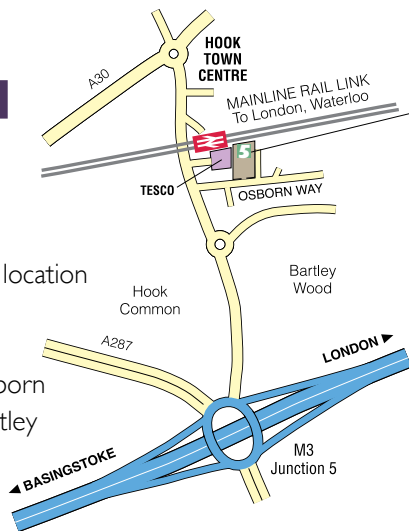 HOOK
TOWN
CENTRE
A30
MAINLINE RAIL LINK
To London, Waterloo
5
TESCO
OSBORN WAY
location
Hook
Common
Bartley
Wood
A287
LONDON
born
tley
M3
Junction 5
BASINGSTOKE